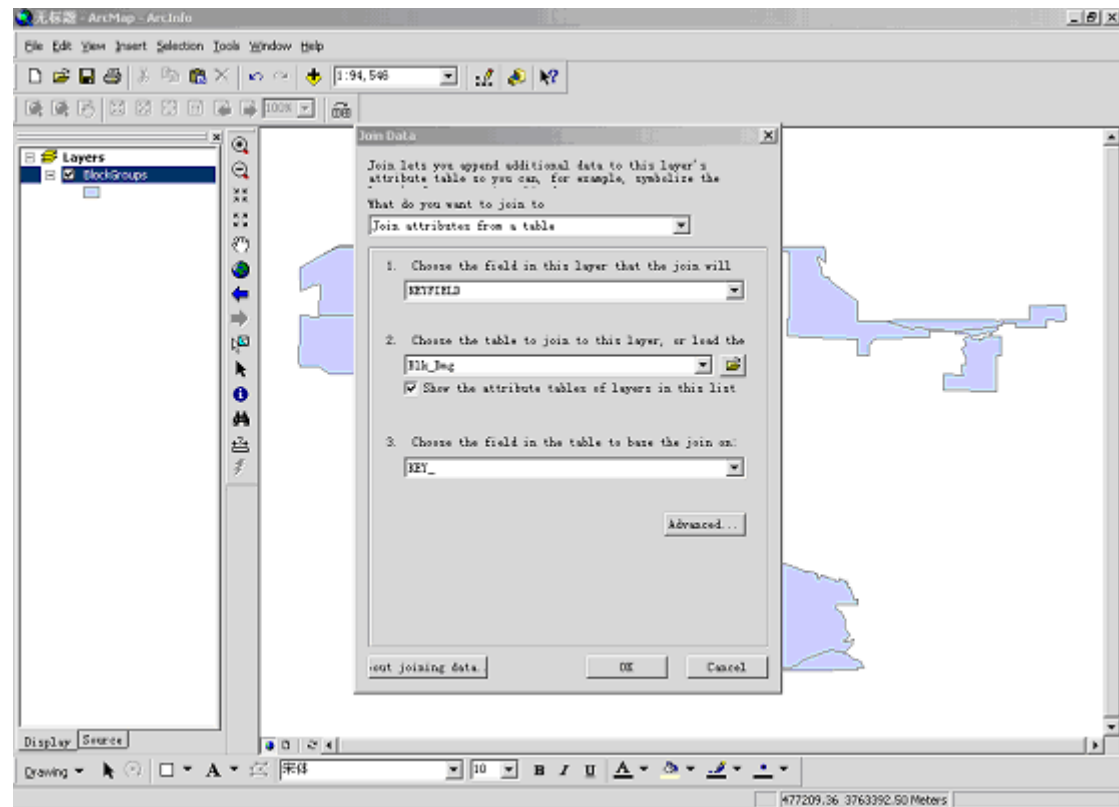 无标题 - ArcMap - ArcInfo
File Edit View Insert Selection Tools Window Help
1:94,546
100%
Layers
BlockGroups
Join Data
Join lets you append additional data to this layer's
attribute table so you can, for example, symbolize the
What do you want to join to
Join attributes from a table
1. Choose the field in this layer that the join will
KEYFIELD
2. Choose the table to join to this layer, or load the
Show the attribute tables of layers in this list
3. Choose the field in the table to base the join on:
KEY_
Advanced...
out joining data.
OK
Cancel
Display Source
Drawing A 宋体 10 B I U A
477209.36 3763392.50 Meters